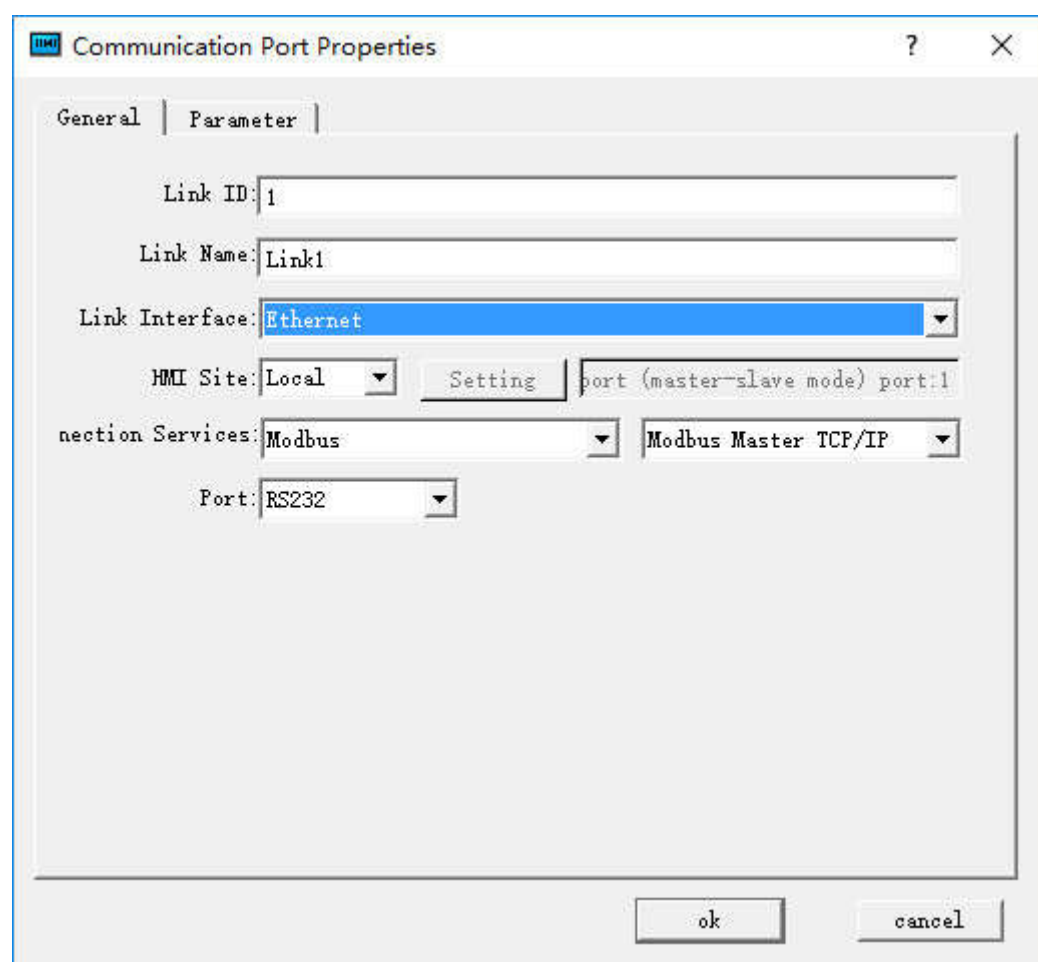 HMI Communication Port Properties ? ×
General Parameter
Link ID: 1
Link Name: Link1
Link Interface: Ethernet
HMI Site: Local Setting port (master-slave mode) port:1
nection Services: Modbus Modbus Master TCP/IP
Port: RS232
ok cancel